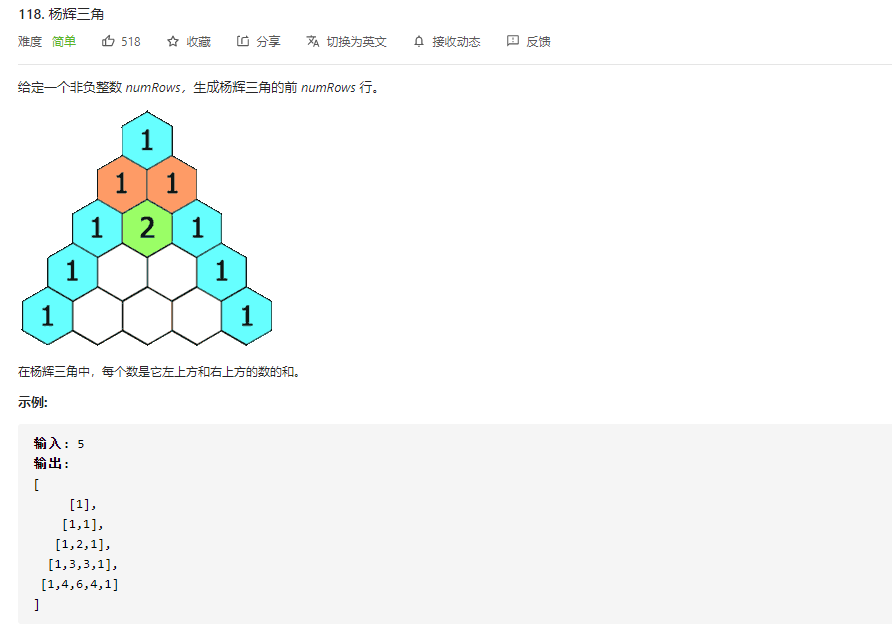 118. 杨辉三角
难度 简单 518 收藏 分享 切换为英文 接收动态 反馈
给定一个非负整数 numRows，生成杨辉三角的前 numRows 行。
1
1 1
1 2 1
1 1
1 1
在杨辉三角中，每个数是它左上方和右上方的数的和。
示例:
输入: 5
输出:
[
[1],
[1,1],
[1,2,1],
[1,3,3,1],
[1,4,6,4,1]
]